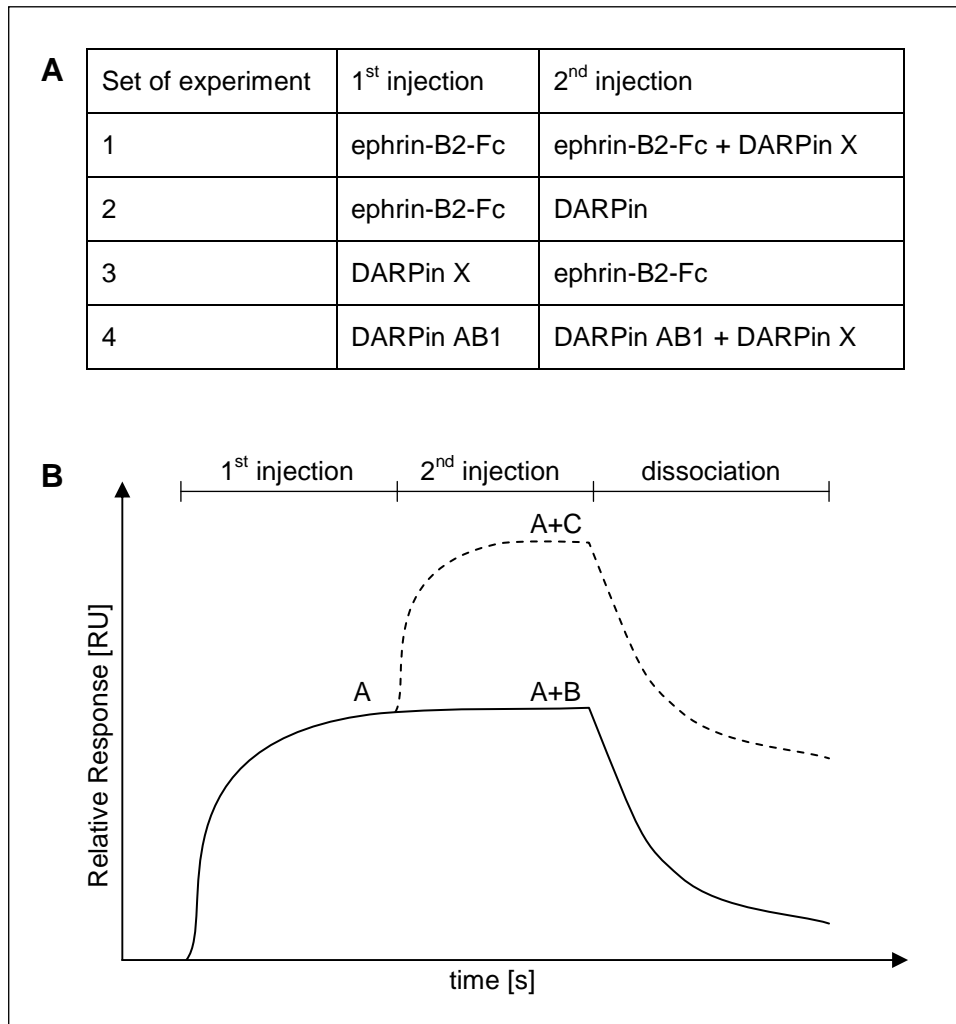 A
Set of experiment 1st injection 2nd injection
1 ephrin-B2-Fc ephrin-B2-Fc + DARPin X
2 ephrin-B2-Fc DARPin
3 DARPin X ephrin-B2-Fc
4 DARPin AB1 DARPin AB1 + DARPin X
B
1st injection 2nd injection dissociation
A+C
A A+B
Relative Response [RU]
time [s]